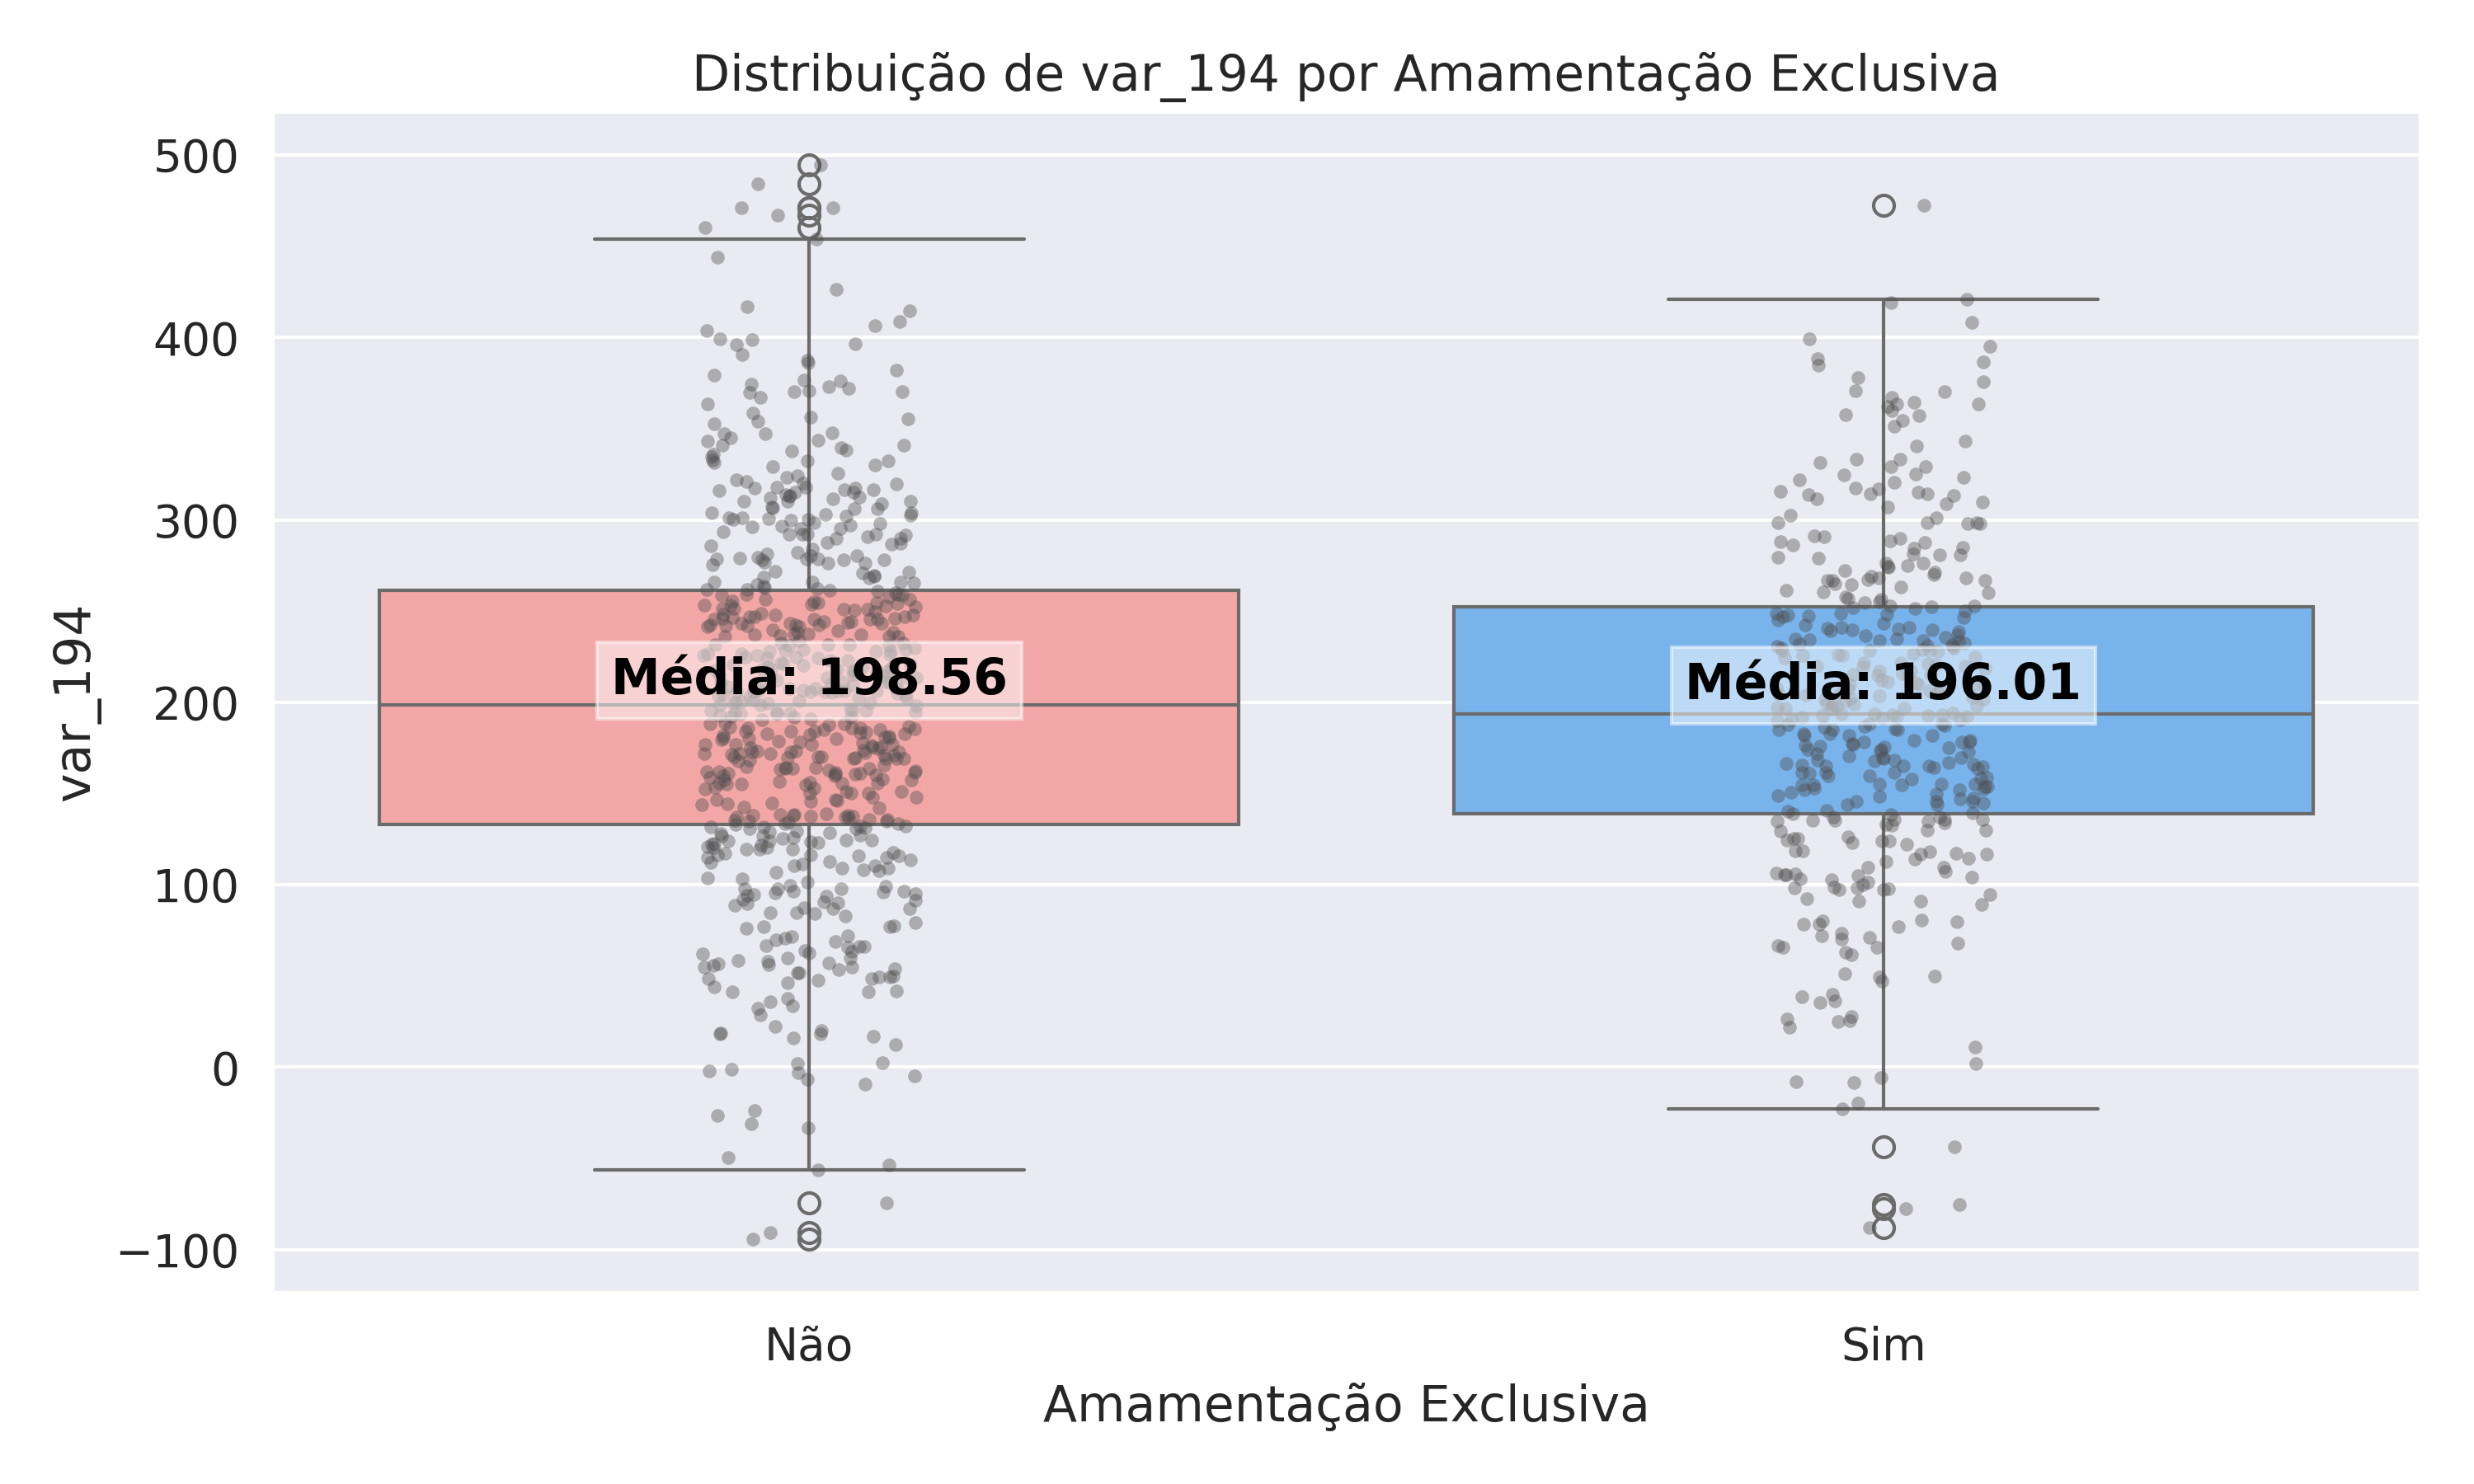 Distribuição de var_194 por Amamentação Exclusiva
500
400
300
200
100
0
−100
var_194
Média: 198.56
Média: 196.01
Não
Sim
Amamentação Exclusiva